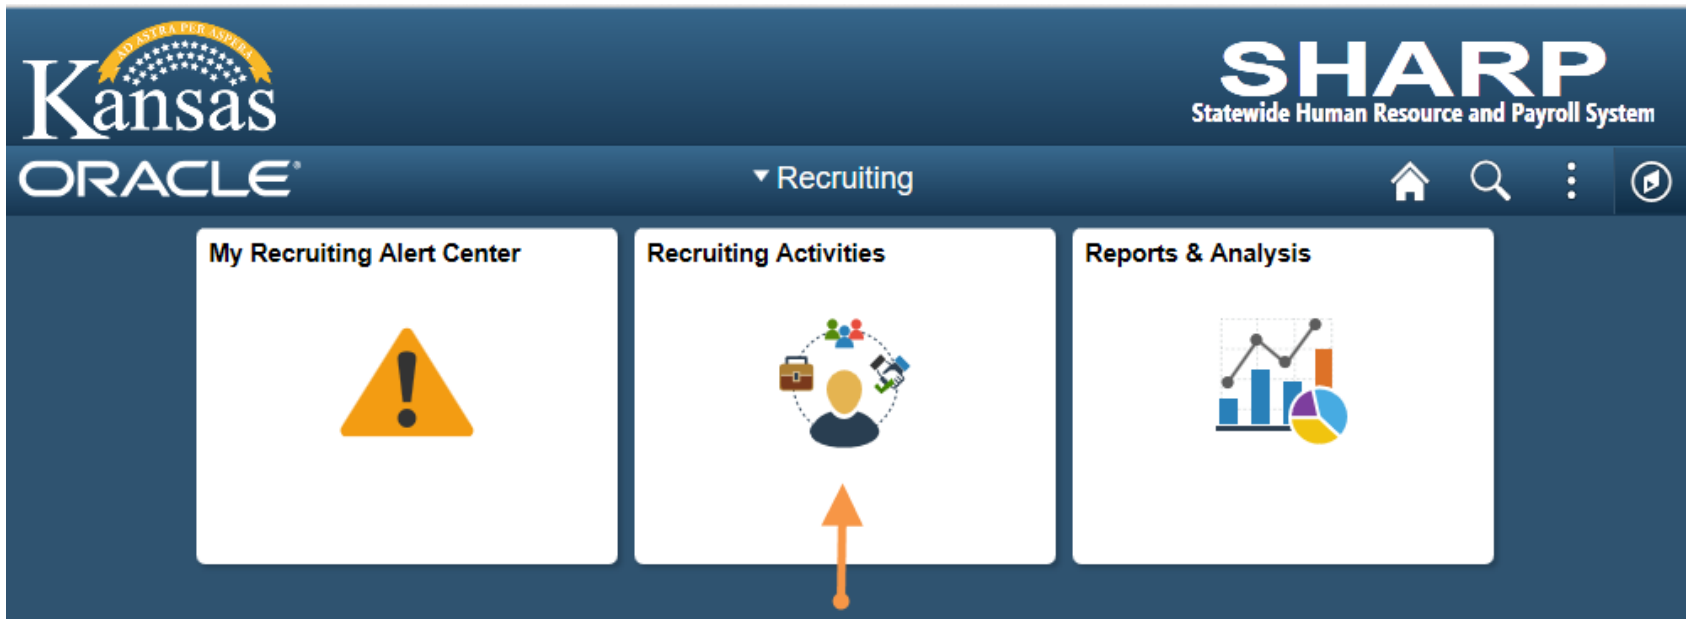 AD ASTRA PER ASPERA
Kansas
SHARP
Statewide Human Resource and Payroll System
ORACLE
Recruiting
My Recruiting Alert Center
Recruiting Activities
Reports & Analysis